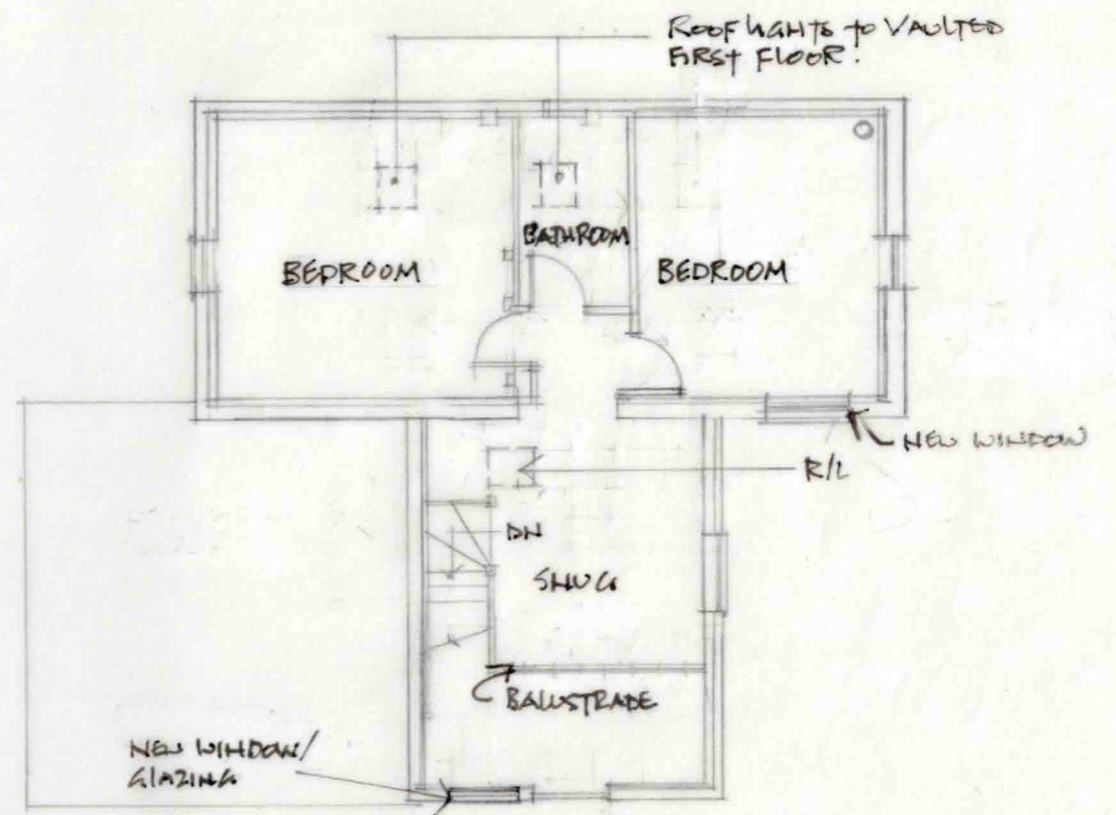 ROOFLIGHTS to VAULTED
FIRST FLOOR.
BATHROOM
BEDROOM
BEDROOM
NEW WINDOW
R/L
DN
SNUG
BALUSTRADE
NEW WINDOW/
GLAZING